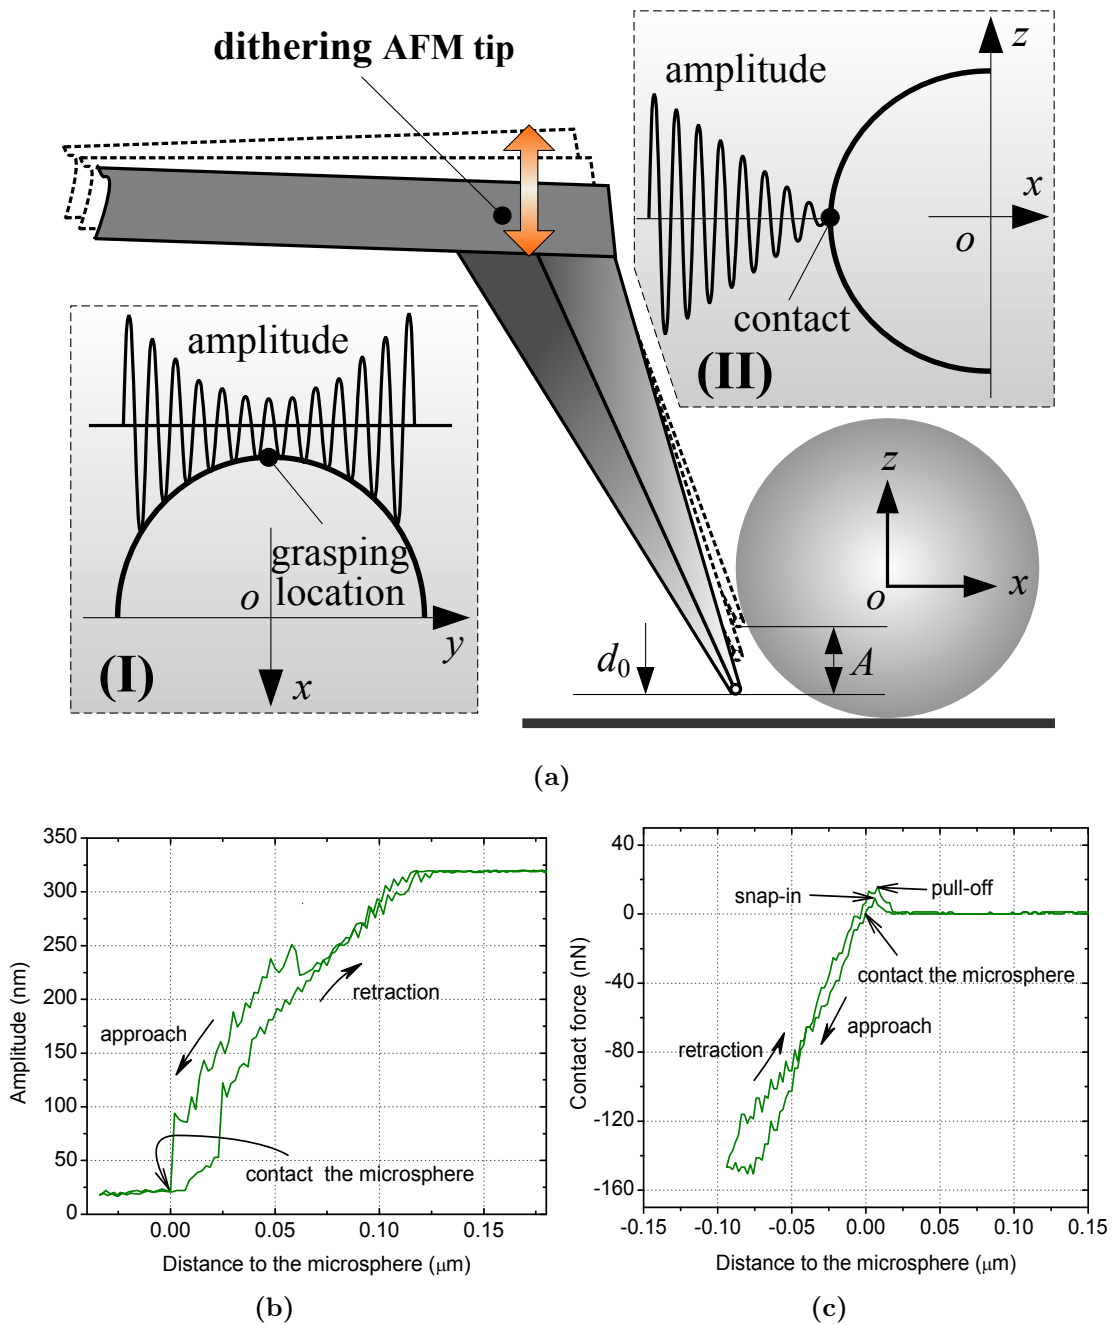 dithering AFM tip
amplitude
z
x
o
contact
(II)
amplitude
grasping
location
o
y
(I)
x
z
o
x
d0
A
(a)
350
300
250
200
150
100
50
0
Amplitude (nm)
approach
retraction
contact the microsphere
0.00
0.05
0.10
0.15
Distance to the microsphere (μm)
(b)
40
0
-40
-80
-120
-160
Contact force (nN)
snap-in
pull-off
contact the microsphere
approach
retraction
-0.15
-0.10
-0.05
0.00
0.05
0.10
0.15
Distance to the microsphere (μm)
(c)